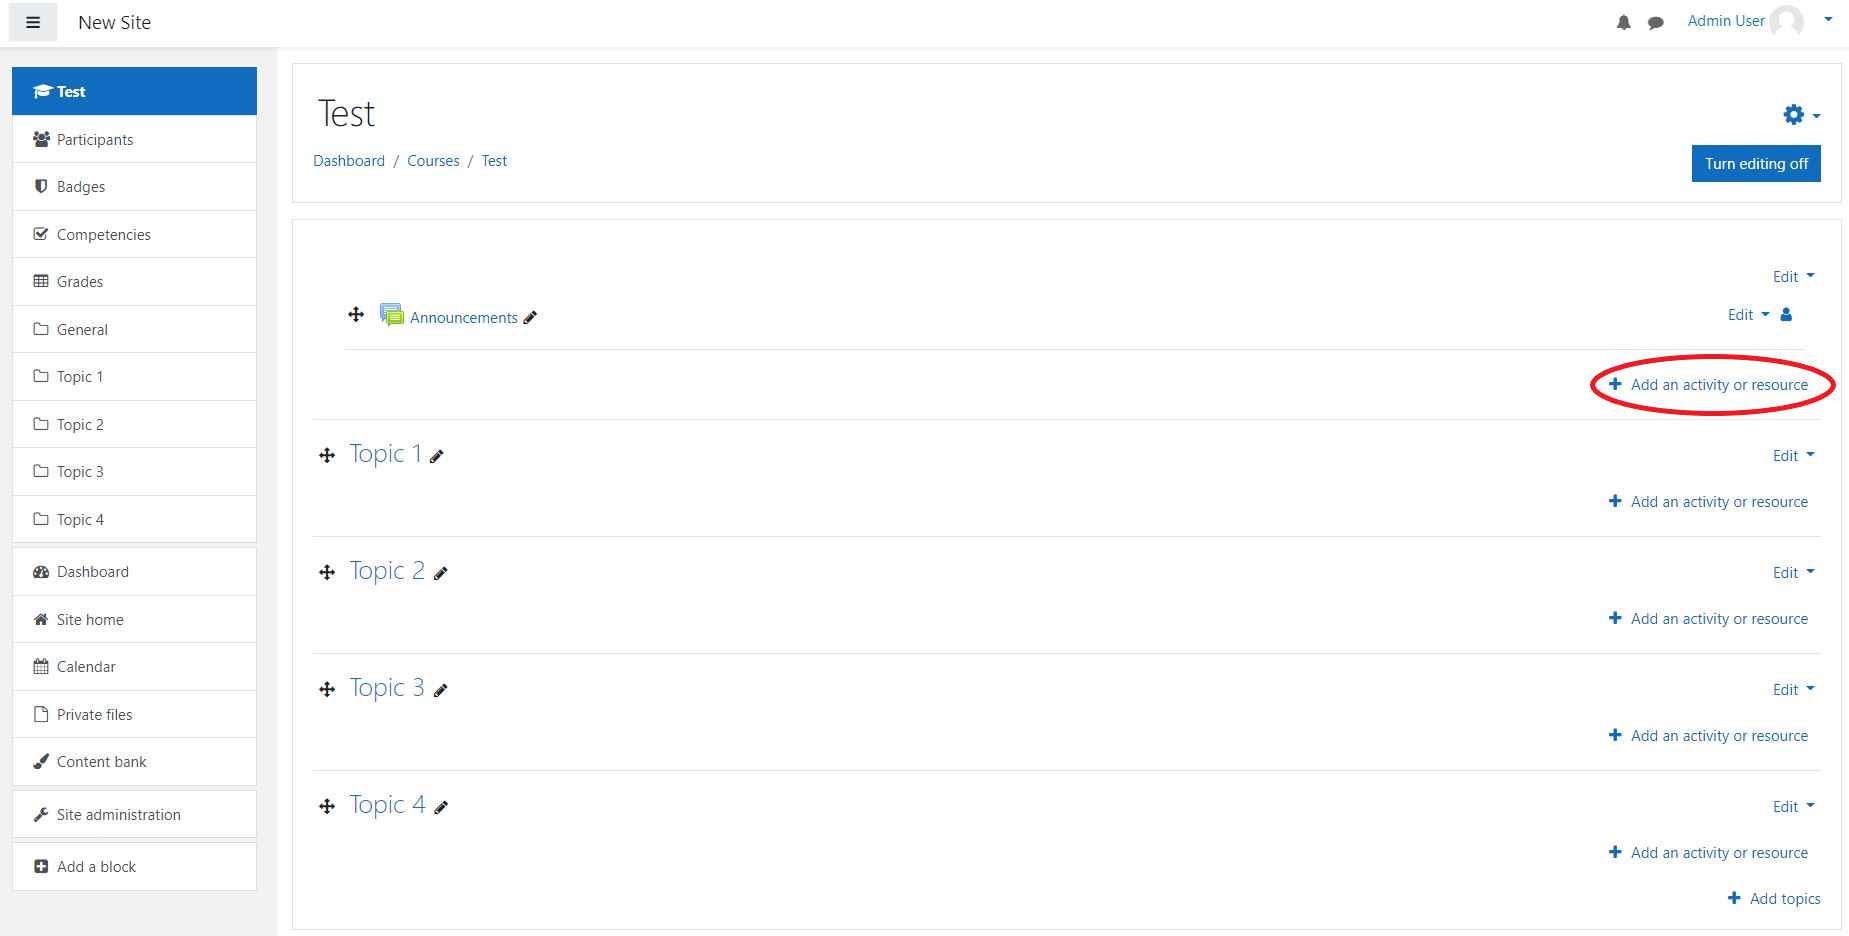 New Site
Admin User
Test
Participants
Badges
Competencies
Grades
General
Topic 1
Topic 2
Topic 3
Topic 4
Dashboard
Site home
Calendar
Private files
Content bank
Site administration
Add a block
Test
Dashboard / Courses / Test
Turn editing off
Edit
Announcements Edit
Add an activity or resource
Topic 1 Edit
Add an activity or resource
Topic 2 Edit
Add an activity or resource
Topic 3 Edit
Add an activity or resource
Topic 4 Edit
Add an activity or resource
Add topics